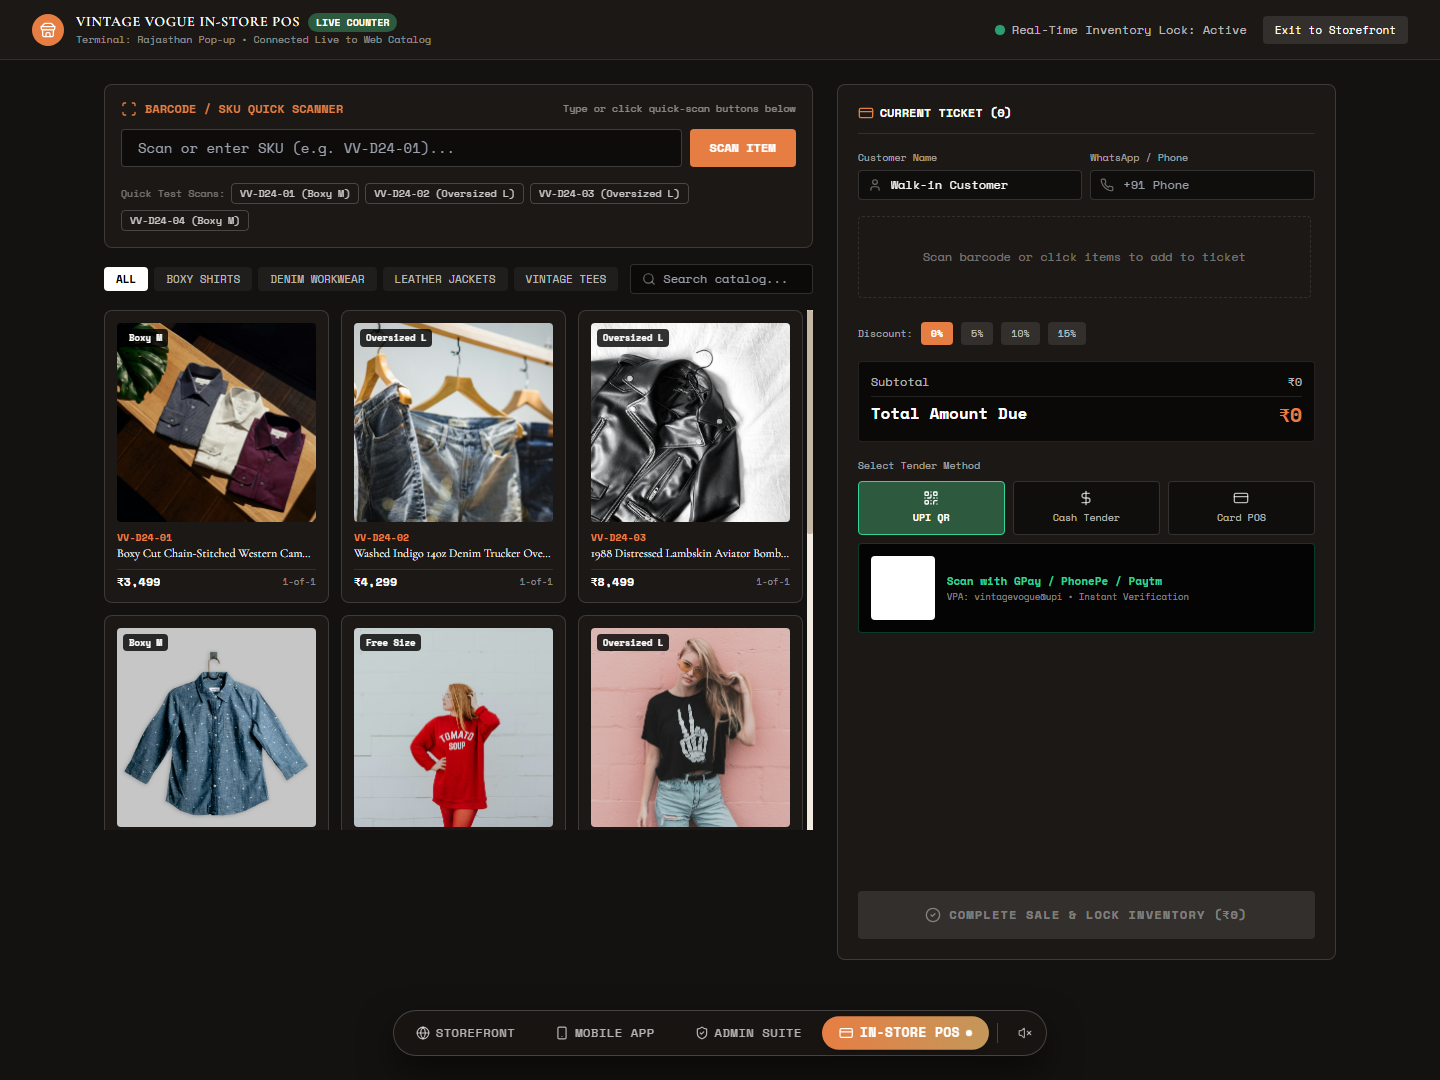 VINTAGE VOGUE IN-STORE POS LIVE COUNTER
Terminal: Rajasthan Pop-up • Connected Live to Web Catalog
Real-Time Inventory Lock: Active
Exit to Storefront
BARCODE / SKU QUICK SCANNER
Type or click quick-scan buttons below
Scan or enter SKU (e.g. VV-D24-01)...
SCAN ITEM
Quick Test Scans: VV-D24-01 (Boxy M) VV-D24-02 (Oversized L) VV-D24-03 (Oversized L)
VV-D24-04 (Boxy M)
ALL BOXY SHIRTS DENIM WORKWEAR LEATHER JACKETS VINTAGE TEES Search catalog...
Boxy M
VV-D24-01
Boxy Cut Chain-Stitched Western Cam...
₹3,499 1-of-1
Oversized L
VV-D24-02
Washed Indigo 14oz Denim Trucker Ove...
₹4,299 1-of-1
Oversized L
VV-D24-03
1988 Distressed Lambskin Aviator Bomb...
₹8,499 1-of-1
Boxy M
Free Size
TOMATO
SOUP
Oversized L
CURRENT TICKET (0)
Customer Name
Walk-in Customer
WhatsApp / Phone
+91 Phone
Scan barcode or click items to add to ticket
Discount: 0% 5% 10% 15%
Subtotal ₹0
Total Amount Due ₹0
Select Tender Method
UPI QR
Cash Tender
Card POS
Scan with GPay / PhonePe / Paytm
VPA: vintagevogue@upi • Instant Verification
COMPLETE SALE & LOCK INVENTORY (₹0)
STOREFRONT MOBILE APP ADMIN SUITE IN-STORE POS